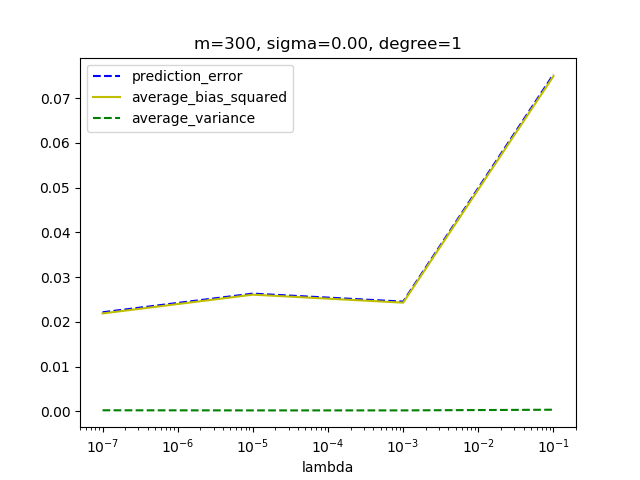 m=300, sigma=0.00, degree=1
prediction_error
average_bias_squared
average_variance
0.07
0.06
0.05
0.04
0.03
0.02
0.01
0.00
10⁻⁷ 10⁻⁶ 10⁻⁵ 10⁻⁴ 10⁻³ 10⁻² 10⁻¹
lambda